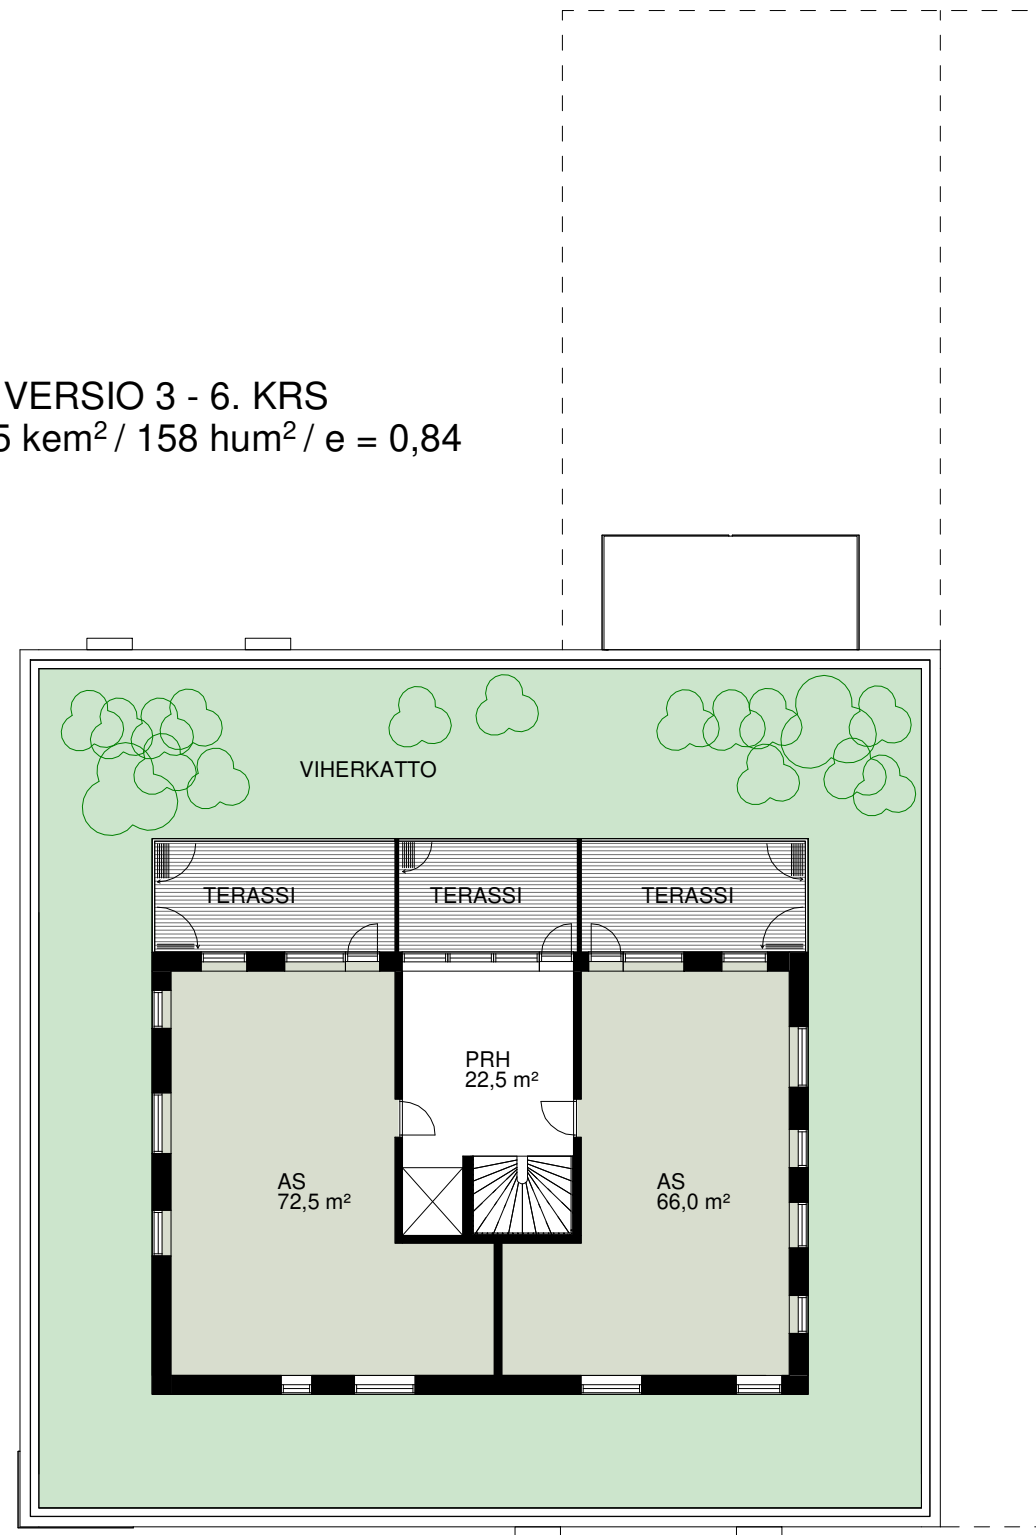 VERSIO 3 - 6. KRS
5 kem² / 158 hum² / e = 0,84
VIHERKATTO
TERASSI TERASSI TERASSI
PRH
22,5 m²
AS
72,5 m²
AS
66,0 m²